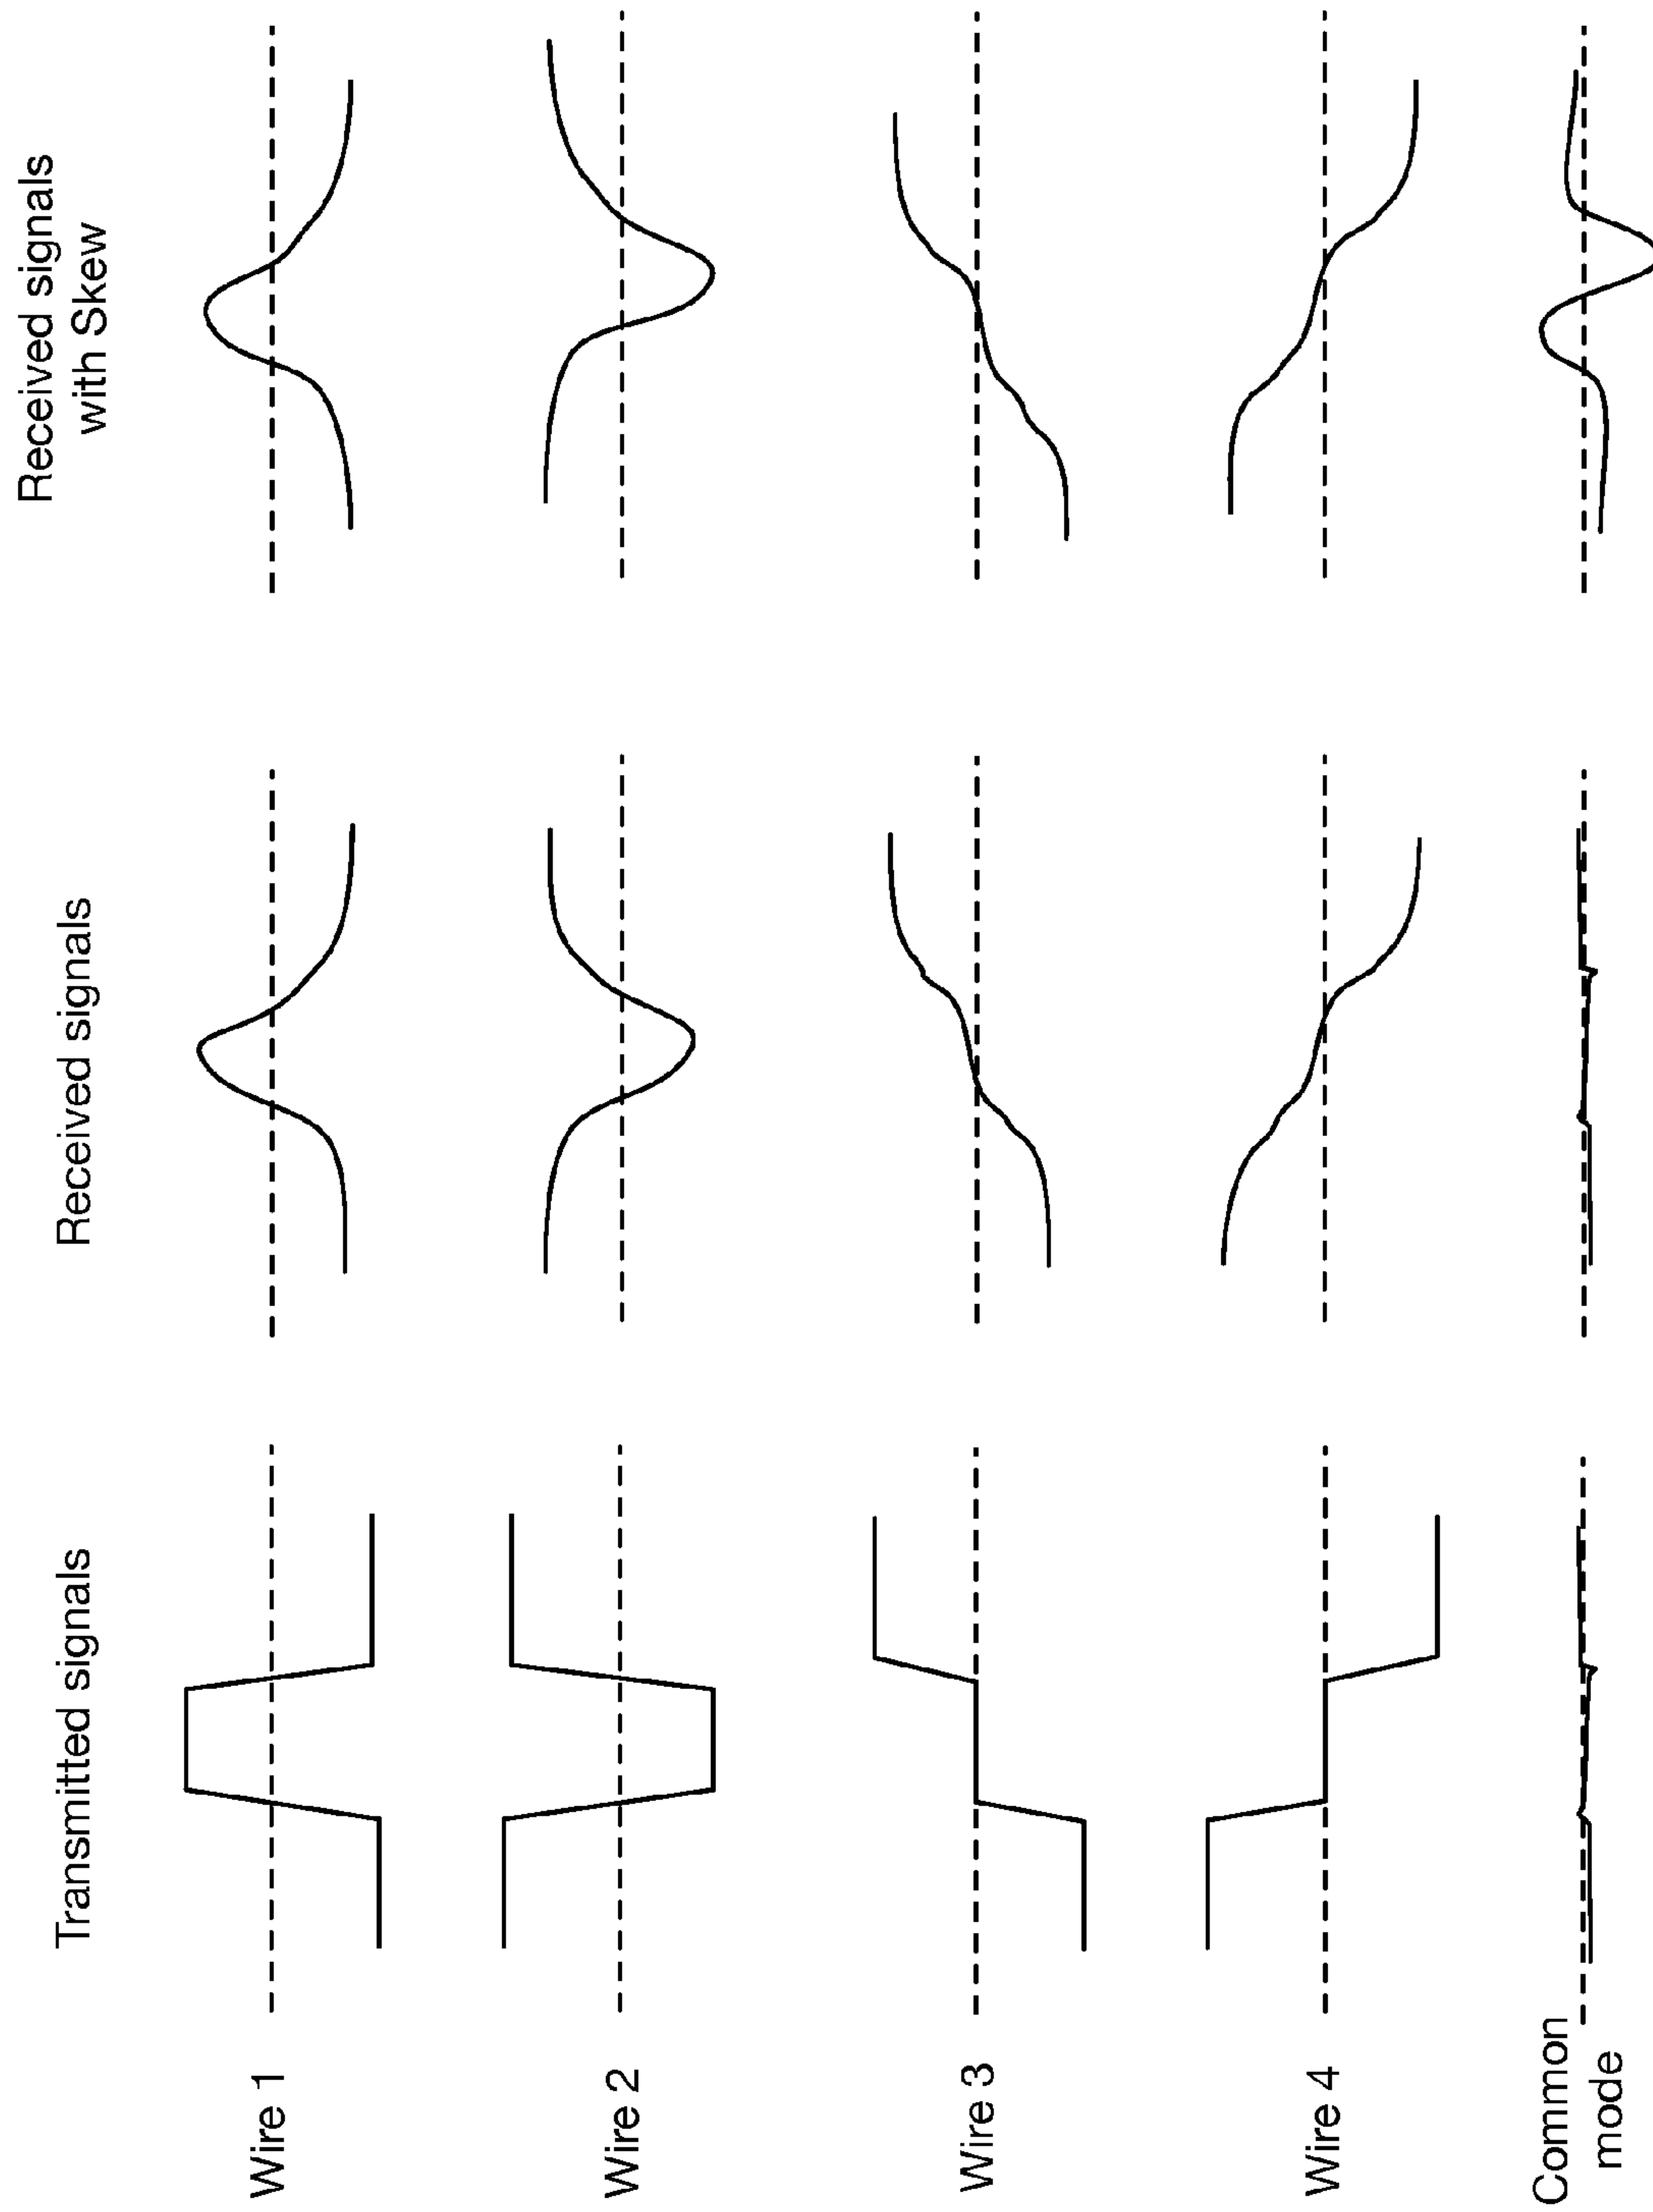 Transmitted signals
Received signals
Received signals
with Skew
Wire 1
Wire 2
Wire 3
Wire 4
Common
mode